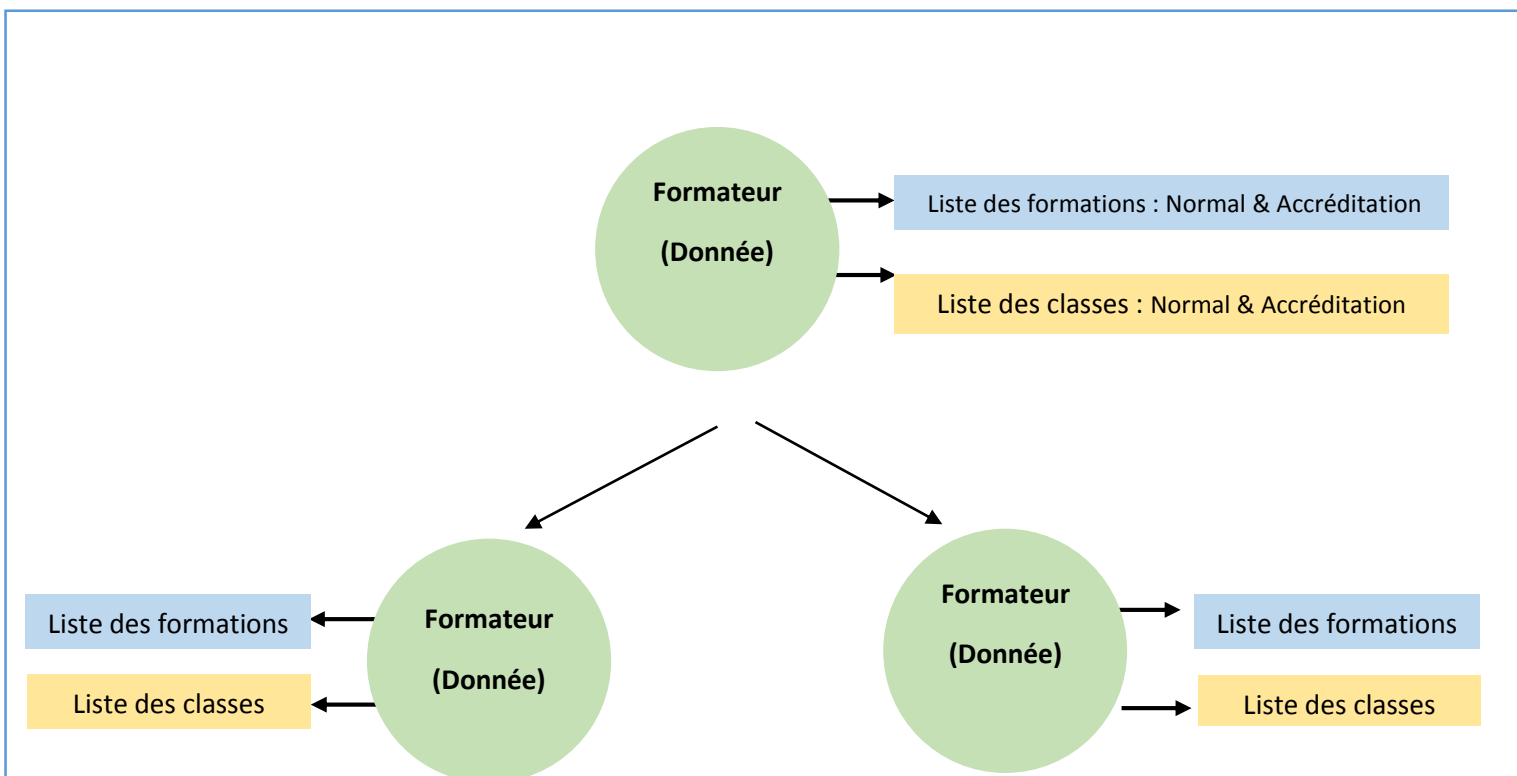 Formateur
(Donnée)
Liste des formations : Normal & Accréditation
Liste des classes : Normal & Accréditation
Formateur
(Donnée)
Liste des formations
Liste des classes
Formateur
(Donnée)
Liste des formations
Liste des classes